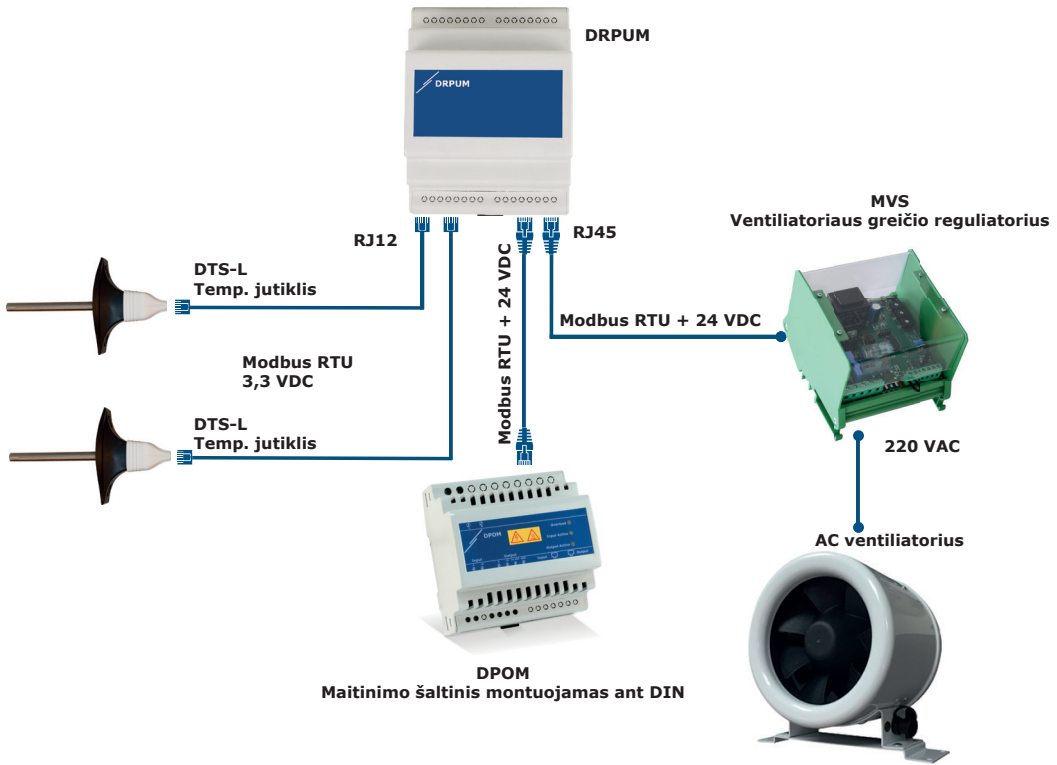 DRPUM
DRPUM
MVS
Ventiliatoriaus greičio reguliatorius
RJ12
RJ45
DTS-L
Temp. jutiklis
Modbus RTU + 24 VDC
Modbus RTU + 24 VDC
Modbus RTU
3,3 VDC
DTS-L
Temp. jutiklis
220 VAC
AC ventiliatorius
DPOM
DPOM
Maitinimo šaltinis montuojamas ant DIN